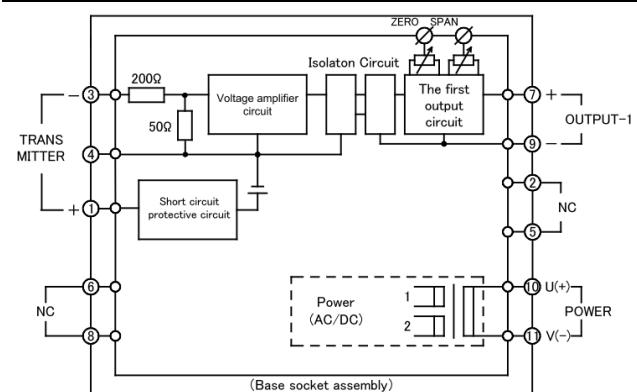 ZERO SPAN
Isolaton Circuit
200Ω
50Ω
Voltage amplifier
circuit
The first
output
circuit
Short circuit
protective circuit
TRANS
MITTER
− 3
4
+ 1
NC
6
8
7 +
9 −
OUTPUT-1
2
5
NC
Power
(AC/DC)
1
2
10 U(+)
11 V(-)
POWER
(Base socket assembly)